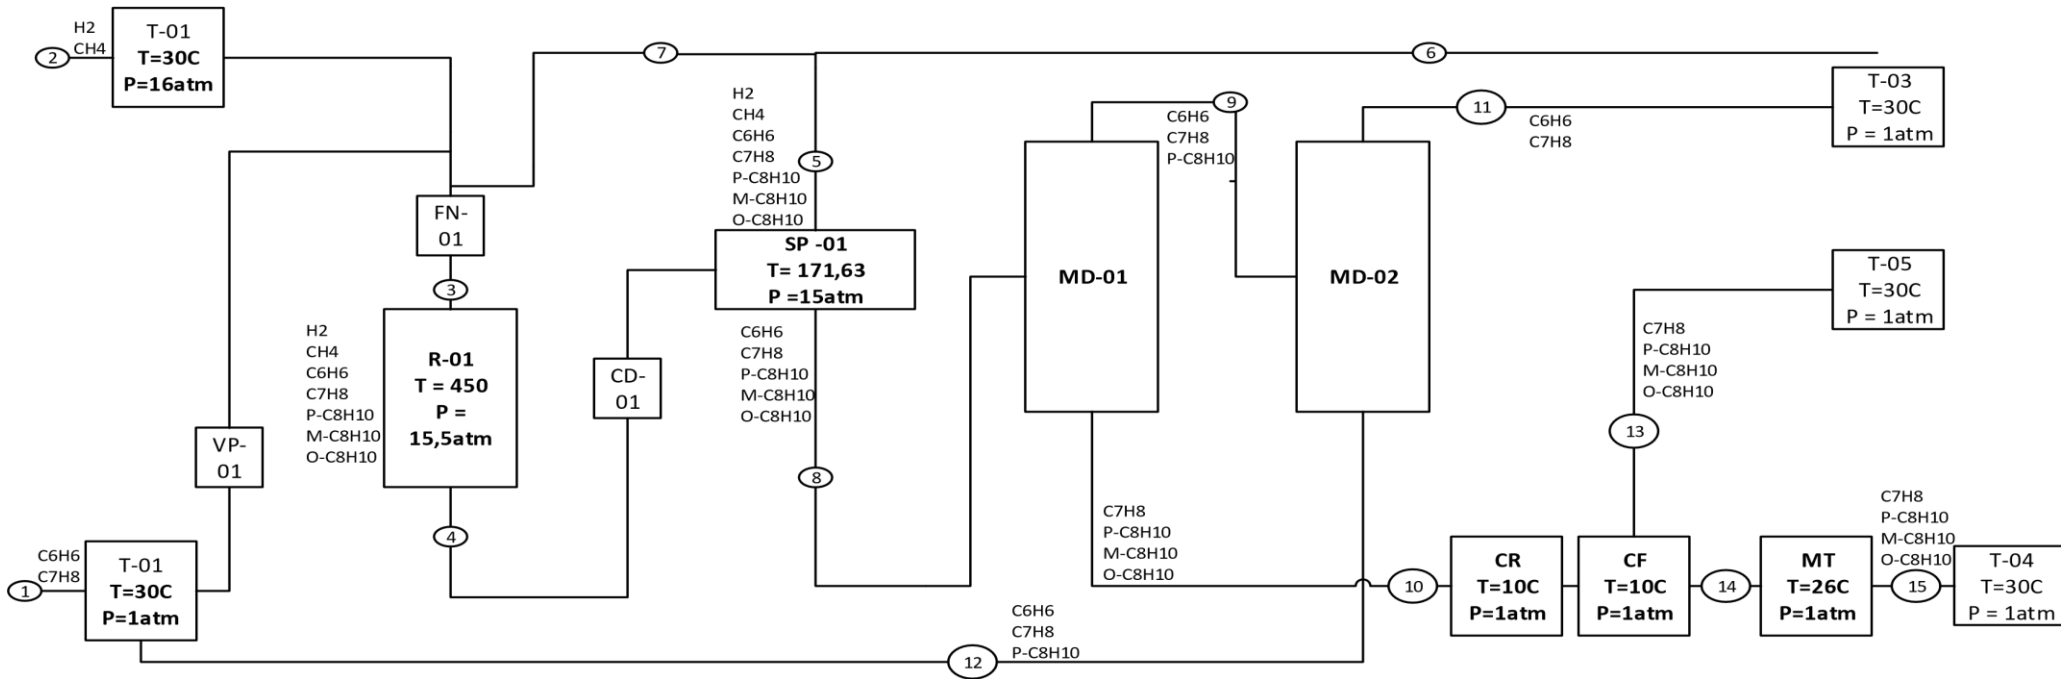 2
H2
CH4
T-01
T=30C
P=16atm
7
6
T-03
T=30C
P = 1atm
H2
CH4
C6H6
C7H8
P-C8H10
M-C8H10
O-C8H10
5
9
C6H6
C7H8
P-C8H10
11
C6H6
C7H8
FN-
01
3
SP -01
T= 171,63
P =15atm
MD-01
MD-02
T-05
T=30C
P = 1atm
H2
CH4
C6H6
C7H8
P-C8H10
M-C8H10
O-C8H10
R-01
T = 450
P =
15,5atm
CD-
01
C6H6
C7H8
P-C8H10
M-C8H10
O-C8H10
8
C7H8
P-C8H10
M-C8H10
O-C8H10
13
VP-
01
4
C6H6
C7H8
1
T-01
T=30C
P=1atm
C7H8
P-C8H10
M-C8H10
O-C8H10
10
CR
T=10C
P=1atm
CF
T=10C
P=1atm
14
MT
T=26C
P=1atm
C7H8
P-C8H10
M-C8H10
O-C8H10
15
T-04
T=30C
P = 1atm
12
C6H6
C7H8
P-C8H10